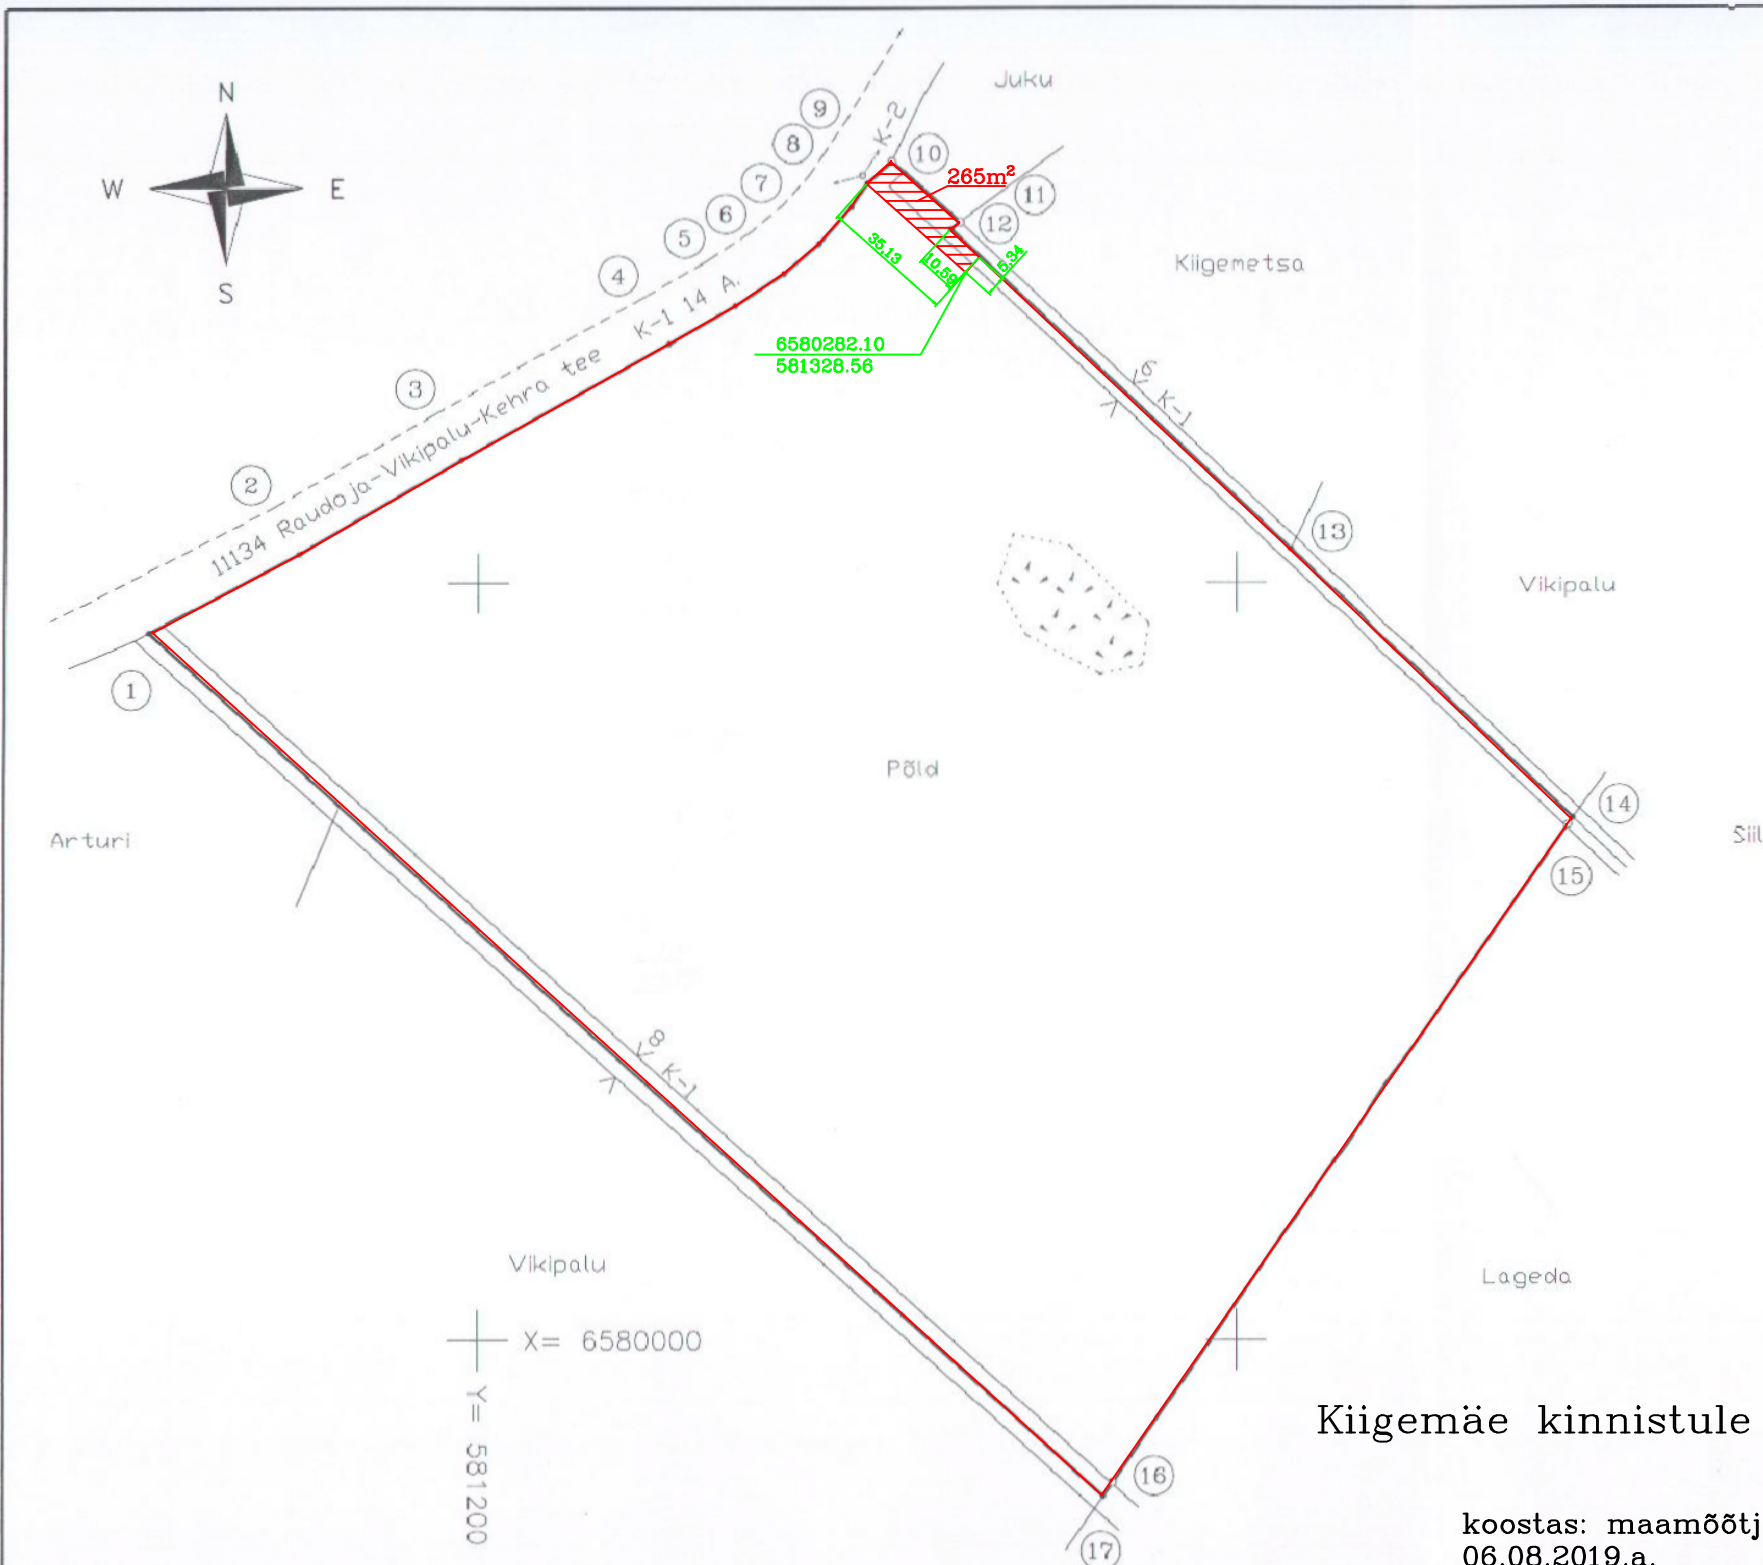 N
W
E
S
Juku
K-2
9
8
7
6
5
4
3
2
1
10
11
12
265m²
35.13
10.59
5.34
6580282.10
581328.56
Kiigemetsa
11134 Raudoja-Vikipalu-Kehra tee K-1 14 A.
6
K-1
13
Vikipalu
Põld
14
15
Arturi
Siil
8
K-1
Vikipalu
Lageda
X= 6580000
Y= 581200
16
17
Kiigemäe kinnistule
koostas: maamõõtj
06.08.2019.a.